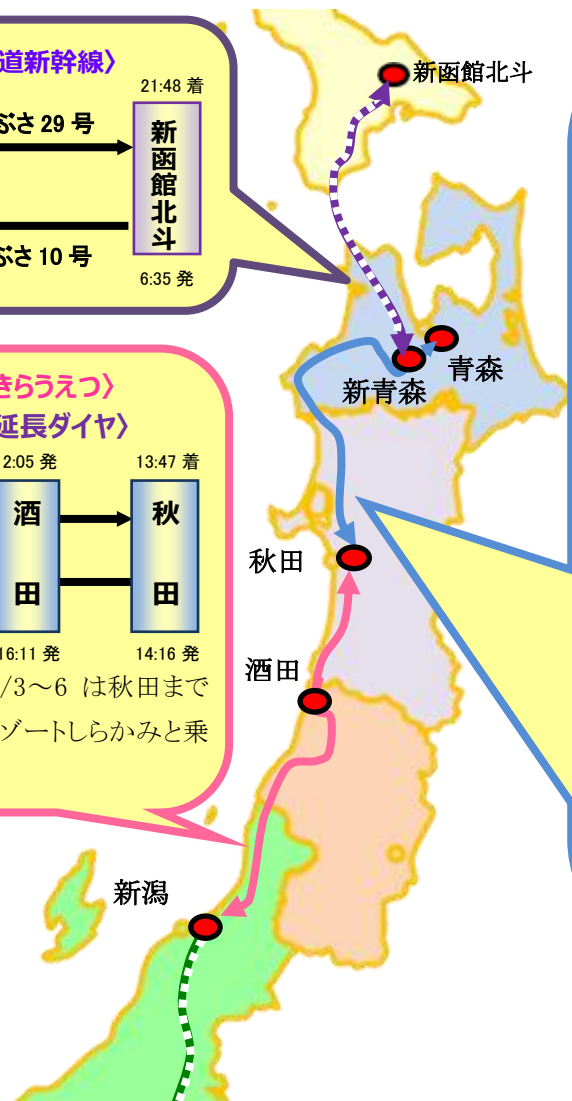 道新幹線〉
21:48 着
ぶさ 29 号
新函館北斗
ぶさ 10 号
6:35 発
新函館北斗
青森
新青森
きらうえつ〉
延長ダイヤ〉
2:05 発
13:47 着
酒田
秋田
16:11 発
14:16 発
/3～6 は秋田まで
ゾートしらかみと乗
秋田
酒田
新潟